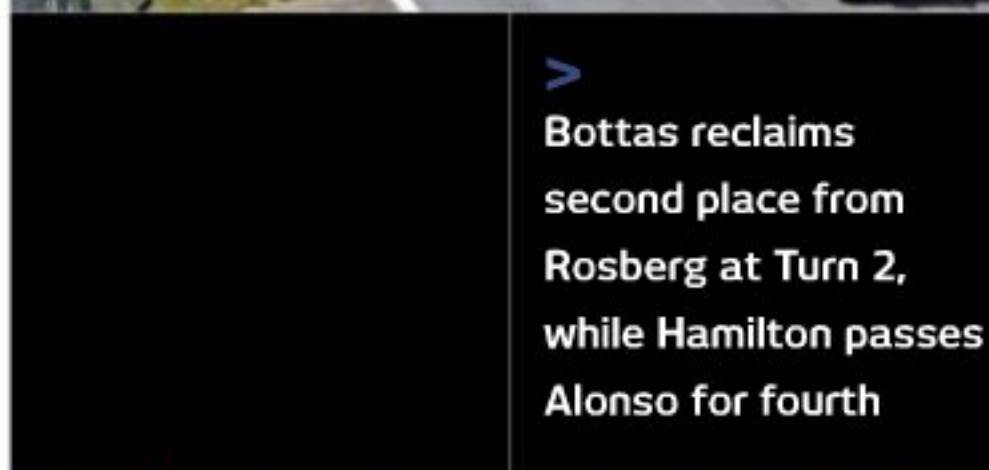 >
Bottas reclaims
second place from
Rosberg at Turn 2,
while Hamilton passes
Alonso for fourth